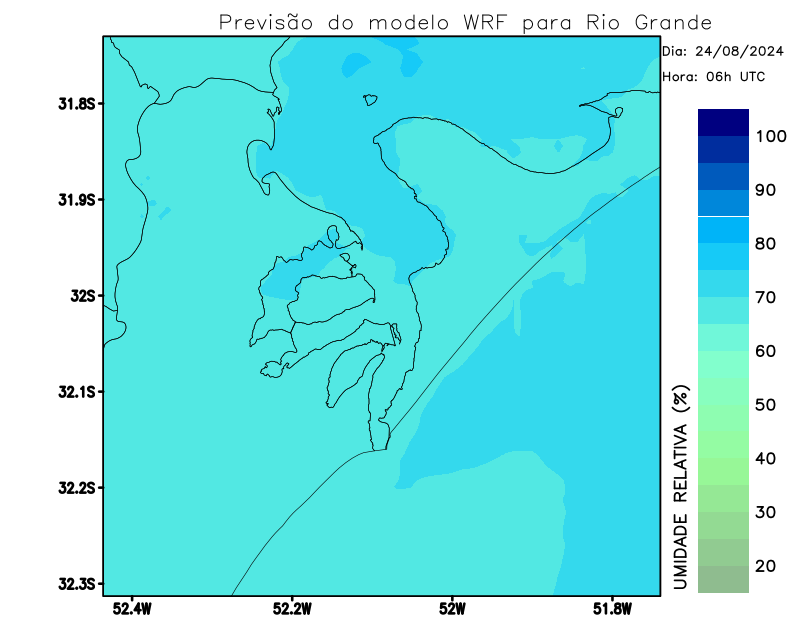 Previsão do modelo WRF para Rio Grande
Dia: 24/08/2024
Hora: 06h UTC
31.8S
31.9S
32S
32.1S
32.2S
32.3S
52.4W
52.2W
52W
51.8W
100
90
80
70
60
50
40
30
20
UMIDADE RELATIVA (%)